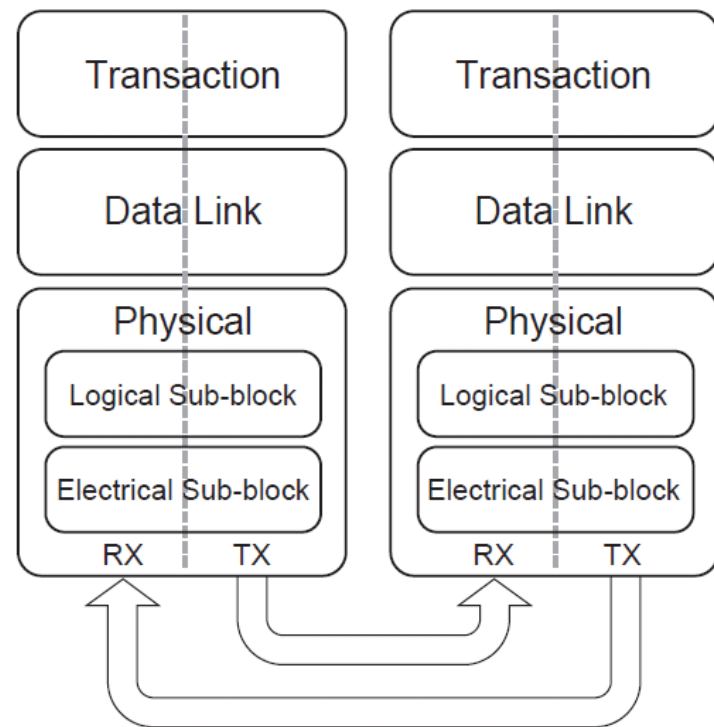 Transaction
Data Link
Physical
Logical Sub-block
Electrical Sub-block
RX TX
Transaction
Data Link
Physical
Logical Sub-block
Electrical Sub-block
RX TX